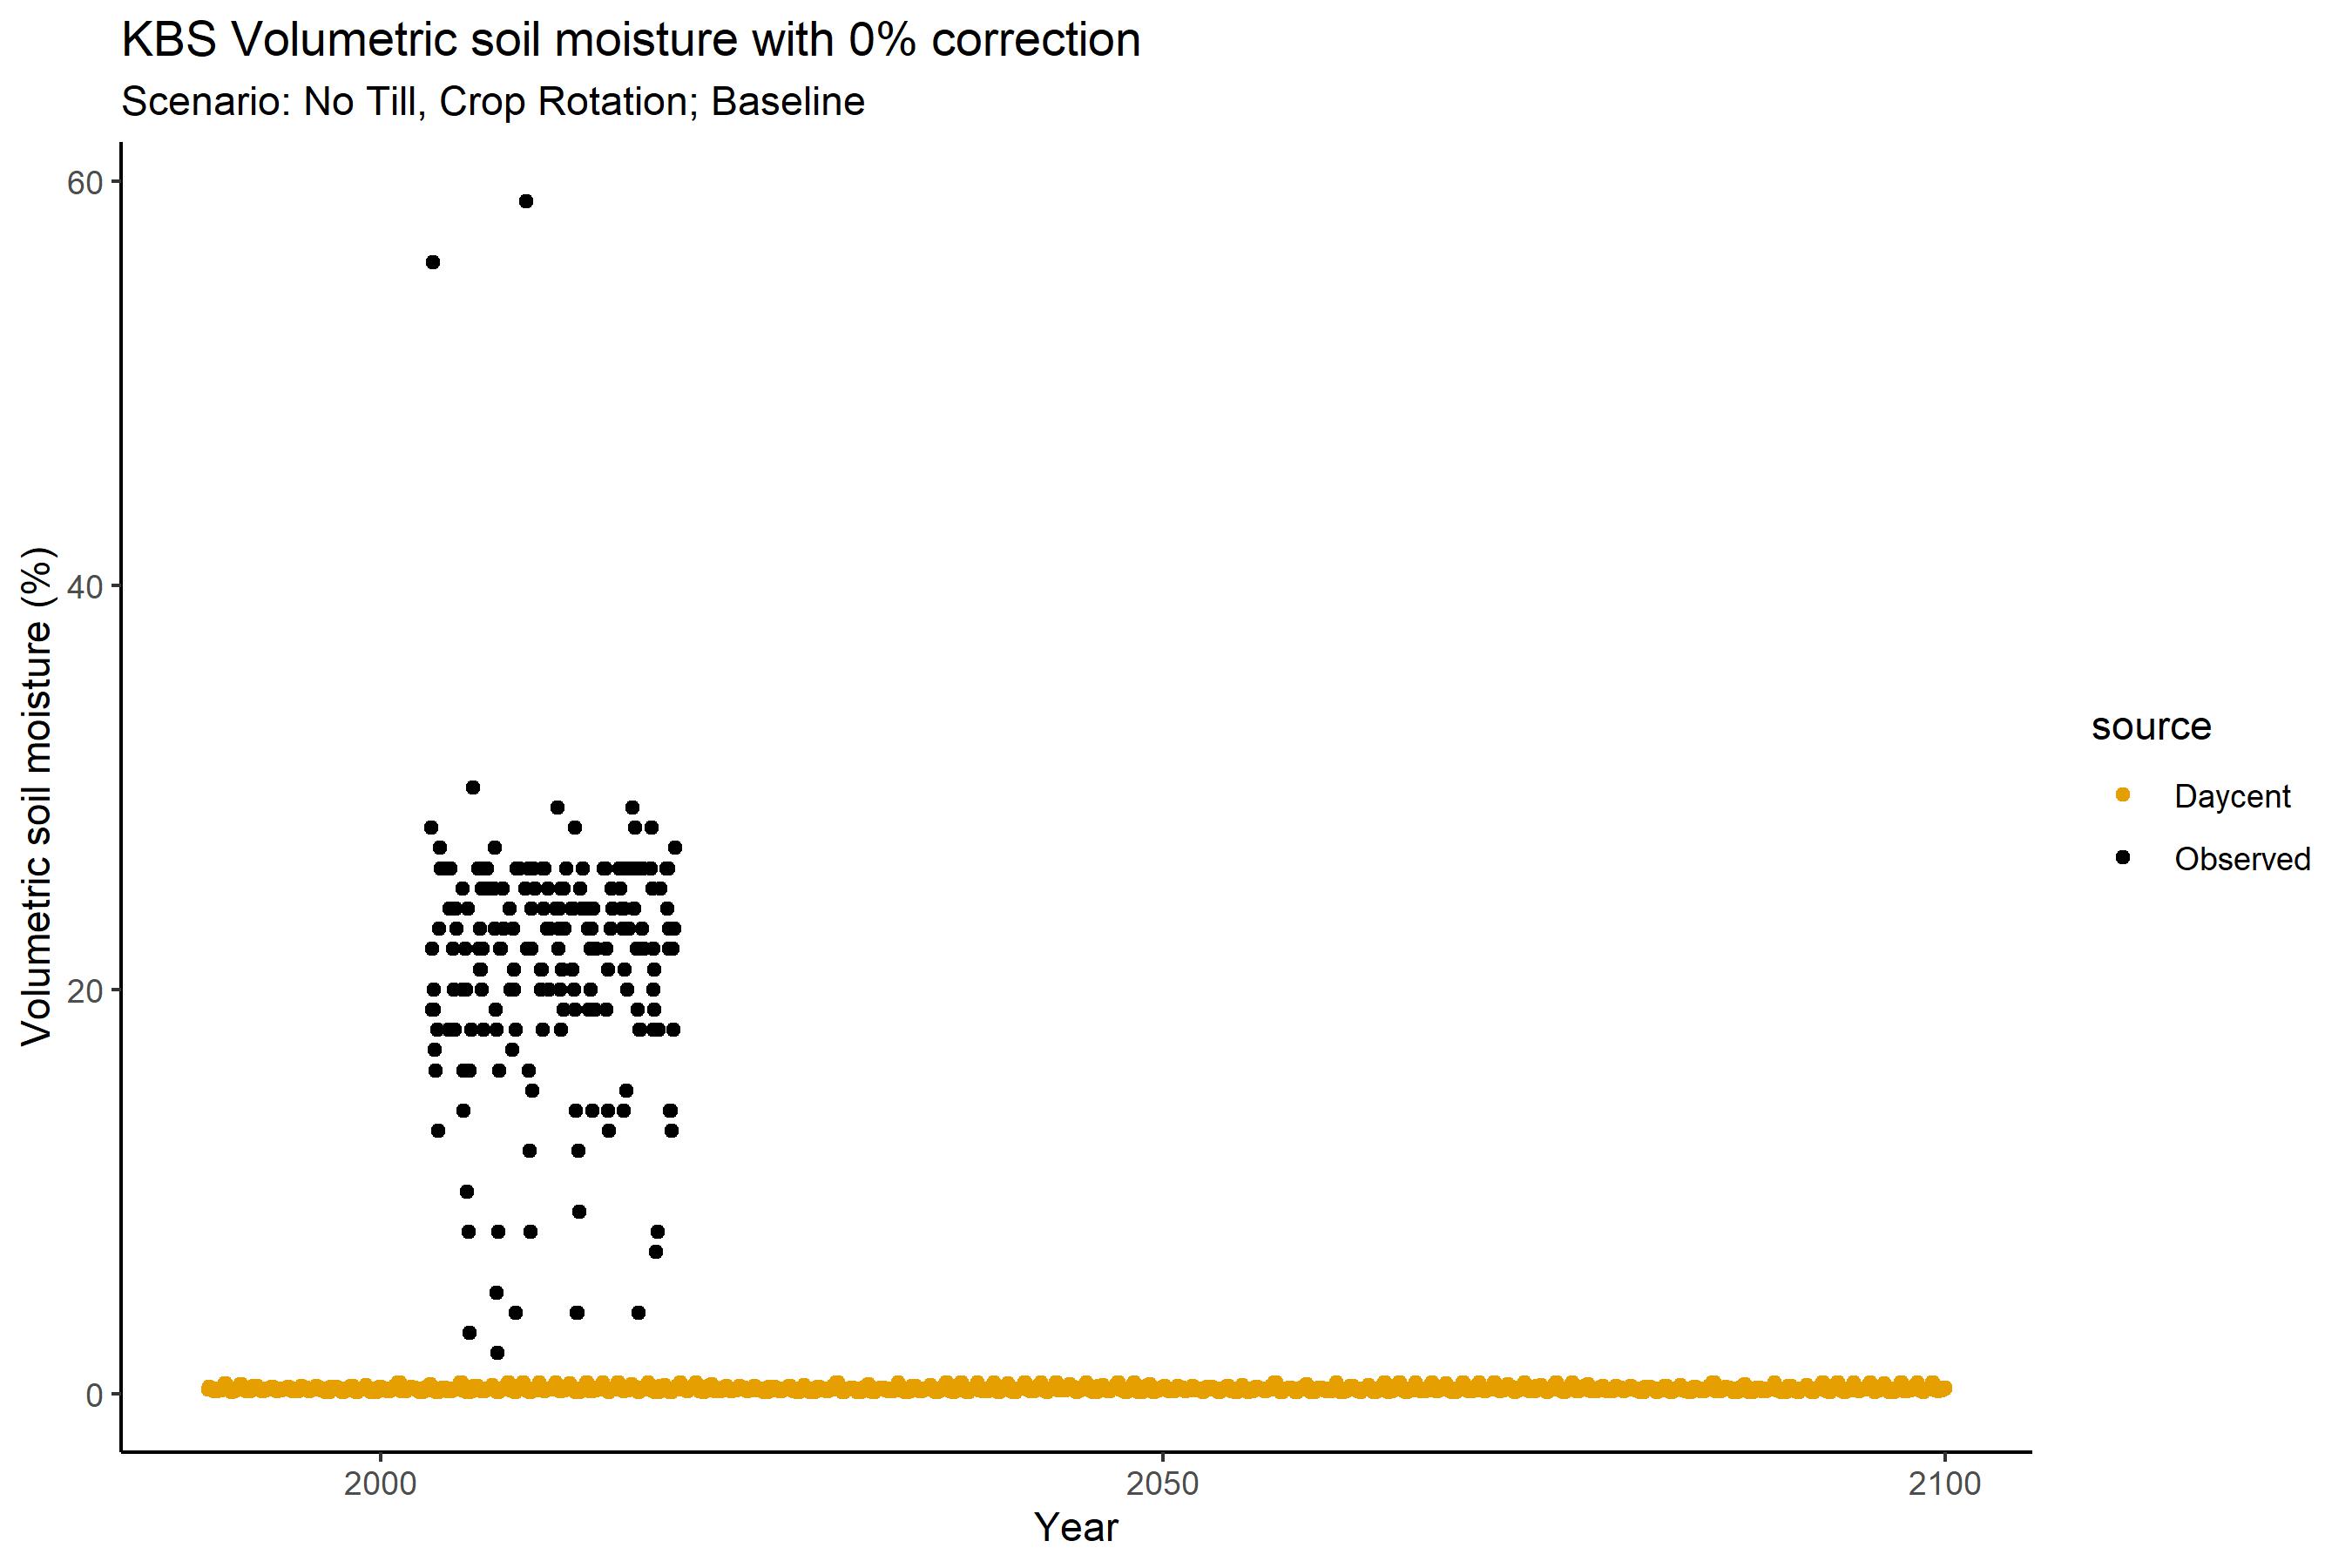 KBS Volumetric soil moisture with 0% correction
Scenario: No Till, Crop Rotation; Baseline
Volumetric soil moisture (%)
60
40
20
0
2000
2050
2100
Year
source
Daycent
Observed